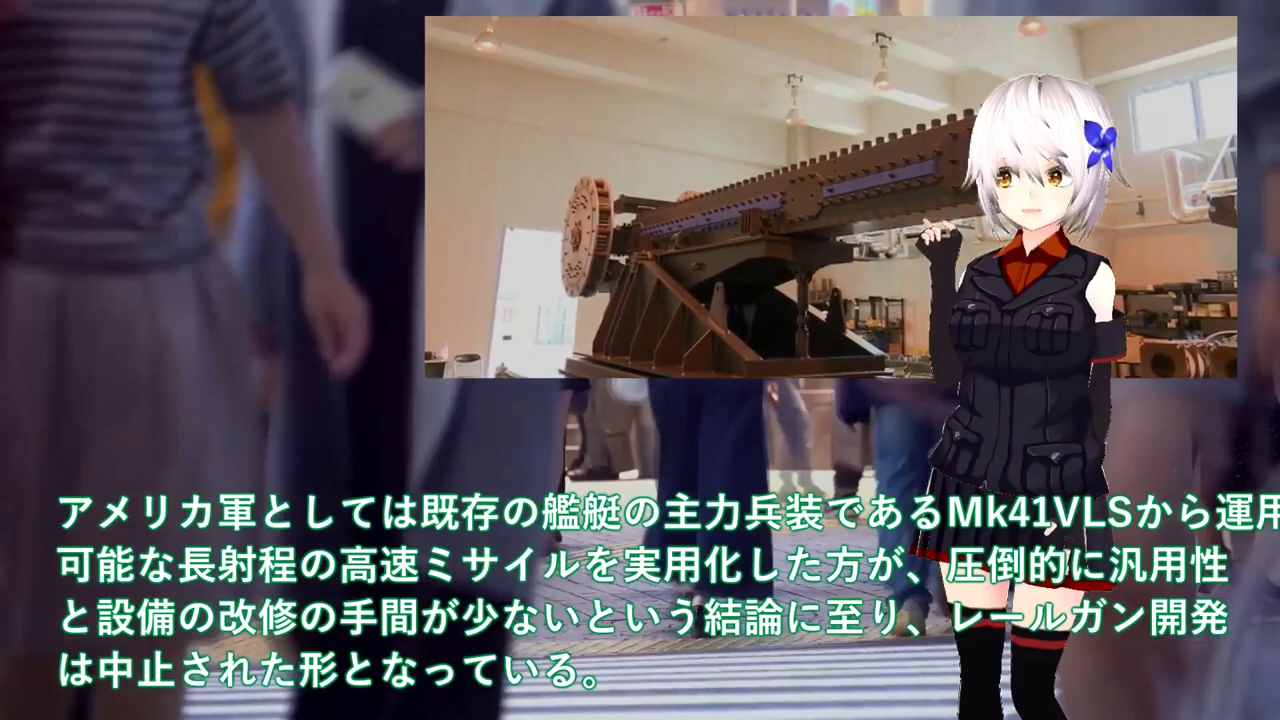 アメリカ軍としては既存の艦艇の主力兵装であるMk41VLSから運用
可能な長射程の高速ミサイルを実用化した方が、圧倒的に汎用性
と設備の改修の手間が少ないという結論に至り、レールガン開発
は中止された形となっている。